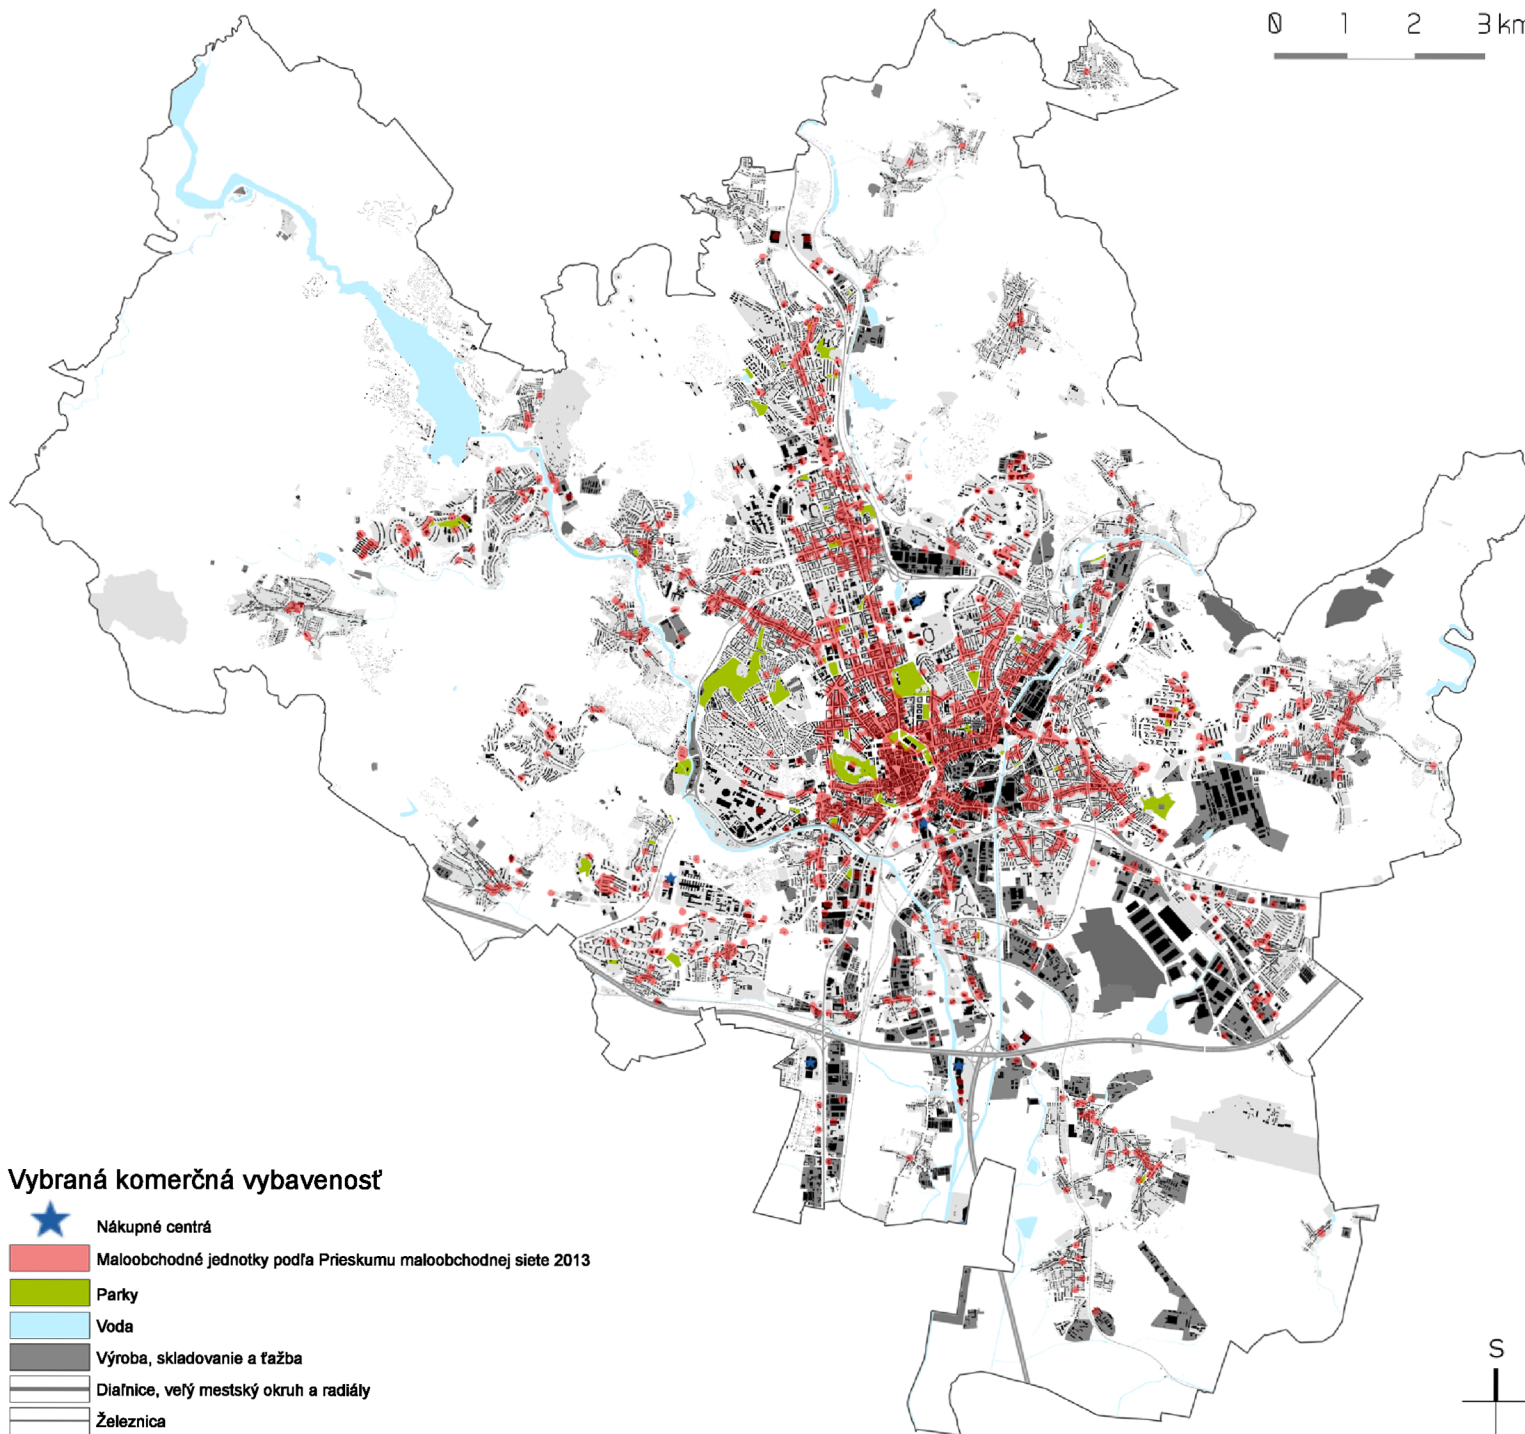 0 1 2 3 km
Vybraná komerčná vybavenosť
Nákupné centrá
Maloobchodné jednotky podľa Prieskumu maloobchodnej siete 2013
Parky
Voda
Výroba, skladovanie a ťažba
Diaľnice, veľý mestský okruh a radiály
Železnica
S